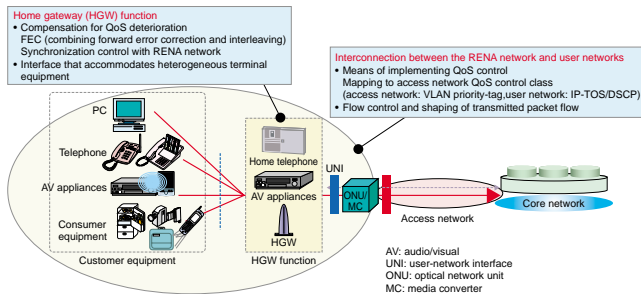 Home gateway (HGW) function
• Compensation for QoS deterioration
FEC (combining forward error correction and interleaving)
Synchronization control with RENA network
• Interface that accommodates heterogeneous terminal
equipment
Interconnection between the RENA network and user networks
• Means of implementing QoS control
Mapping to access network QoS control class
(access network: VLAN priority-tag,user network: IP-TOS/DSCP)
• Flow control and shaping of transmitted packet flow
PC
Telephone
AV appliances
Consumer
equipment
Customer equipment
Home telephone
AV appliances
HGW
HGW function
UNI
ONU/
MC
Access network
Core network
AV: audio/visual
UNI: user-network interface
ONU: optical network unit
MC: media converter